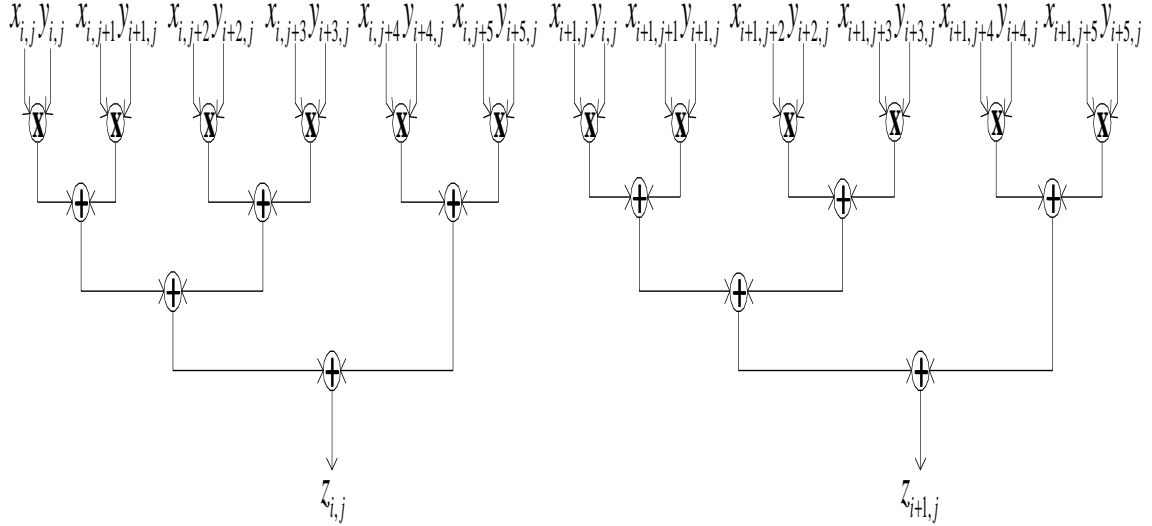 x_{i,j} y_{i,j} x_{i,j+1} y_{i+1,j} x_{i,j+2} y_{i+2,j} x_{i,j+3} y_{i+3,j} x_{i,j+4} y_{i+4,j} x_{i,j+5} y_{i+5,j} x_{i+1,j} y_{i,j} x_{i+1,j+1} y_{i+1,j} x_{i+1,j+2} y_{i+2,j} x_{i+1,j+3} y_{i+3,j} x_{i+1,j+4} y_{i+4,j} x_{i+1,j+5} y_{i+5,j}
X X X X X X X X X X X X
+ + + + + +
+ +
+ +
z_{i,j} z_{i+1,j}